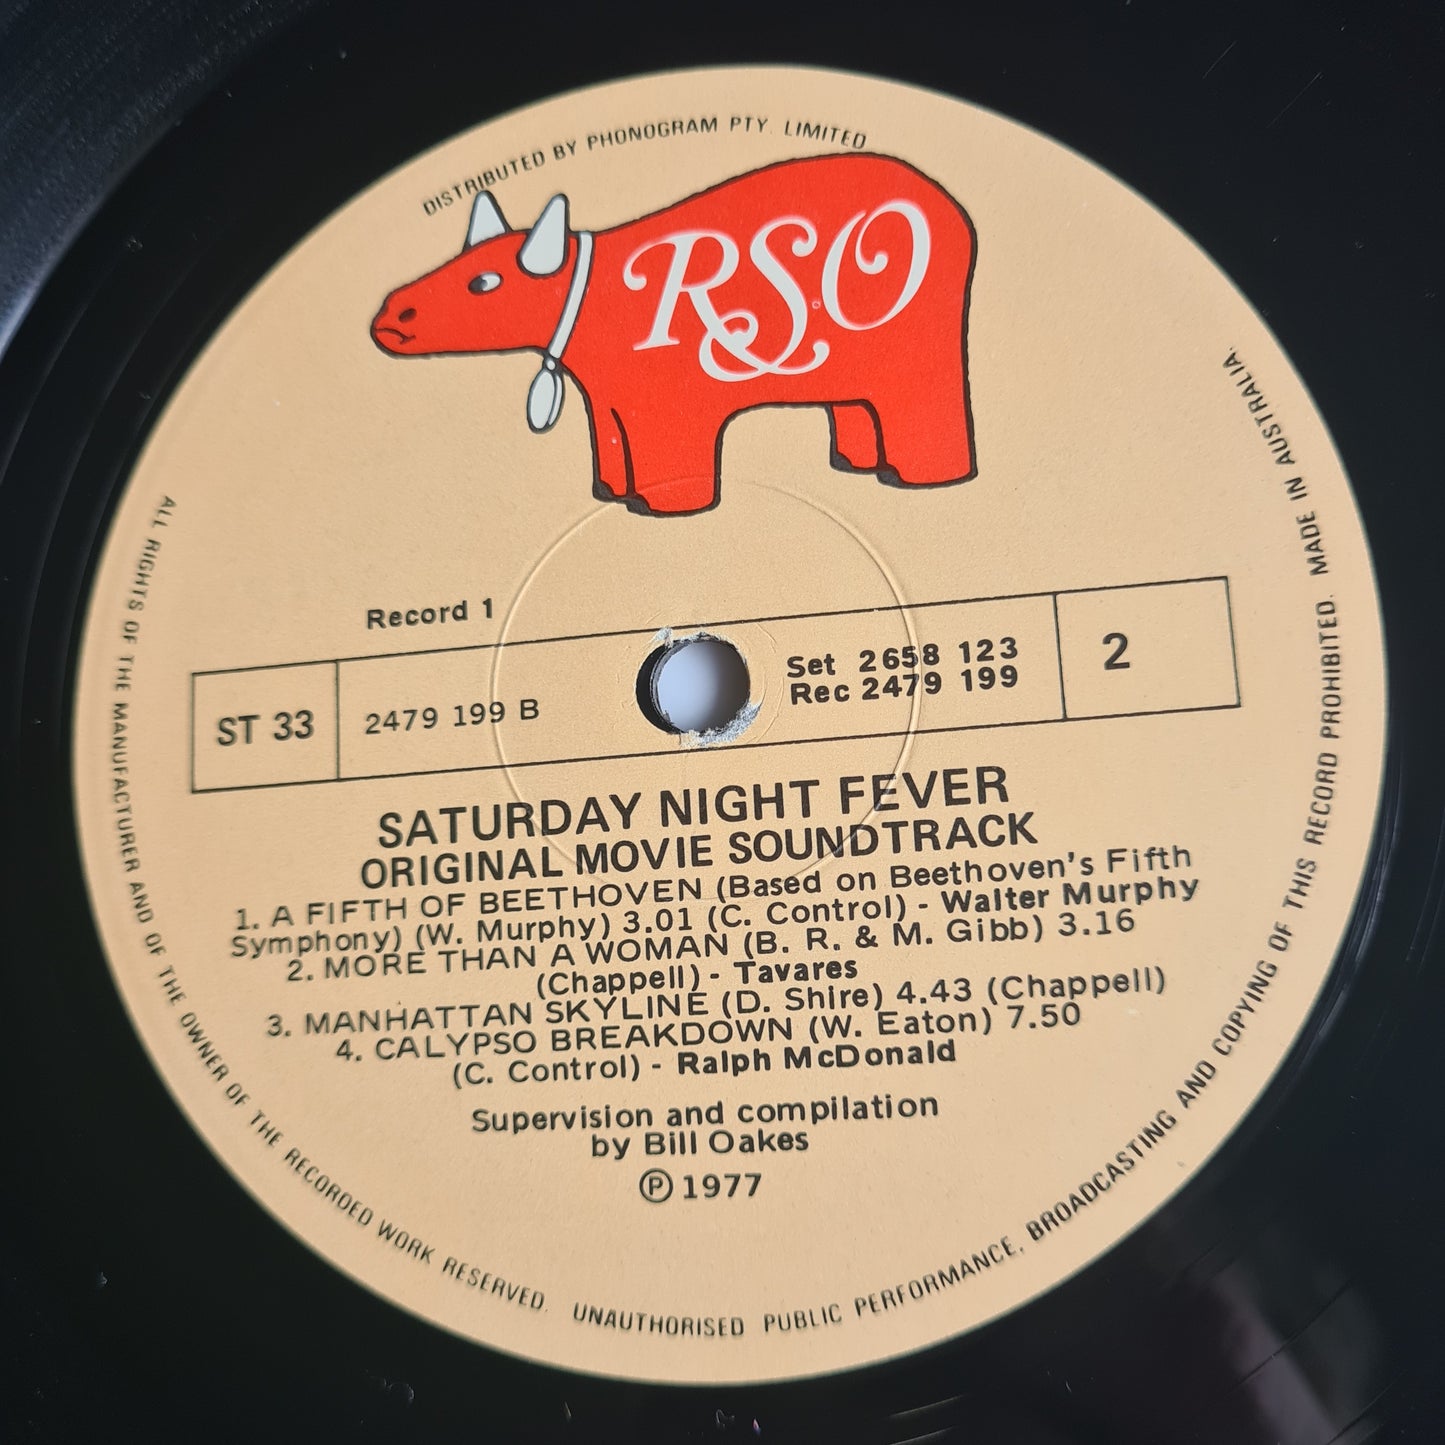 DISTRIBUTED BY PHONOGRAM PTY. LIMITED
RSO
Record 1
ST 33
2479 199 B
Set 2658 123
Rec 2479 199
2
SATURDAY NIGHT FEVER
ORIGINAL MOVIE SOUNDTRACK
1. A FIFTH OF BEETHOVEN (Based on Beethoven's Fifth
Symphony) (W. Murphy) 3.01 (C. Control) - Walter Murphy
2. MORE THAN A WOMAN (B. R. & M. Gibb) 3.16
(Chappell) - Tavares
3. MANHATTAN SKYLINE (D. Shire) 4.43 (Chappell)
4. CALYPSO BREAKDOWN (W. Eaton) 7.50
(C. Control) - Ralph McDonald
Supervision and compilation
by Bill Oakes
℗ 1977
ALL RIGHTS OF THE MANUFACTURER AND OF THE OWNER OF THE RECORDED WORK RESERVED. UNAUTHORISED PUBLIC PERFORMANCE, BROADCASTING AND COPYING OF THIS RECORD PROHIBITED. MADE IN AUSTRALIA.